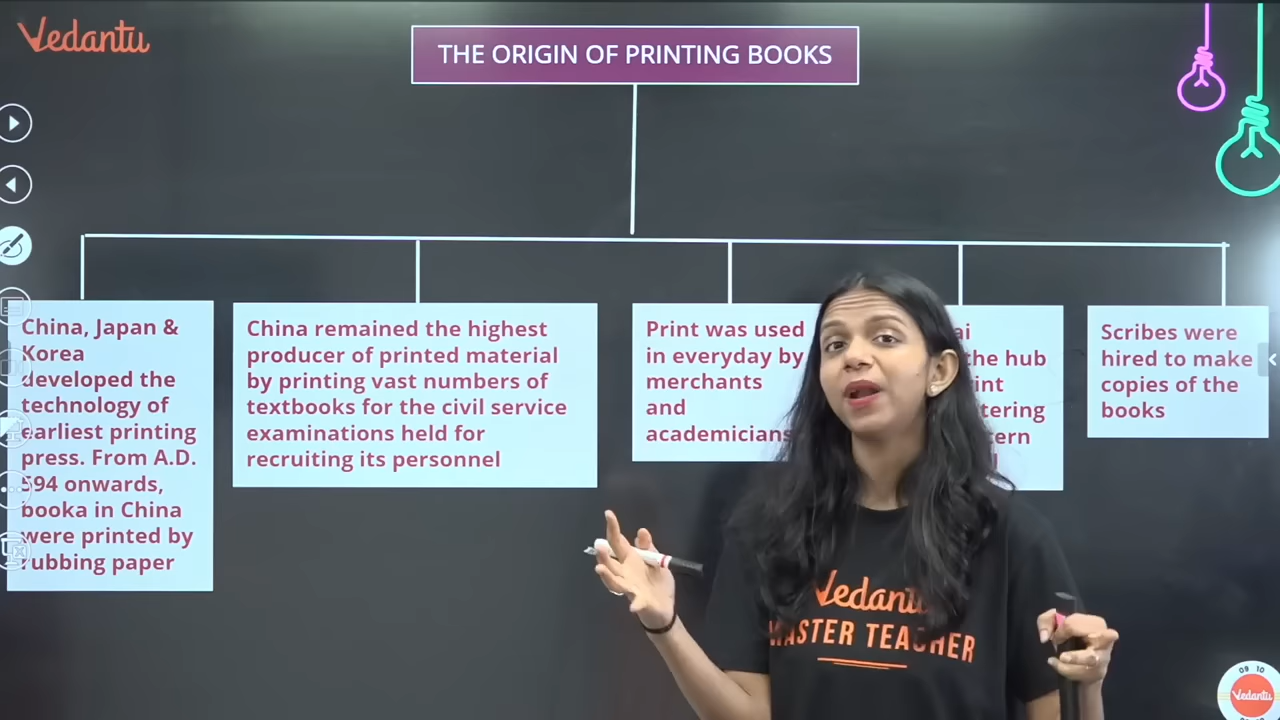 Vedantu
THE ORIGIN OF PRINTING BOOKS
China, Japan &
Korea
developed the
technology of
earliest printing
press. From A.D.
594 onwards,
booka in China
were printed by
rubbing paper
China remained the highest
producer of printed material
by printing vast numbers of
textbooks for the civil service
examinations held for
recruiting its personnel
Print was used
in everyday by
merchants
and
academicians
the hub
Scribes were
hired to make
copies of the
books
Vedantu
MASTER TEACHER
09 10
Vedantu